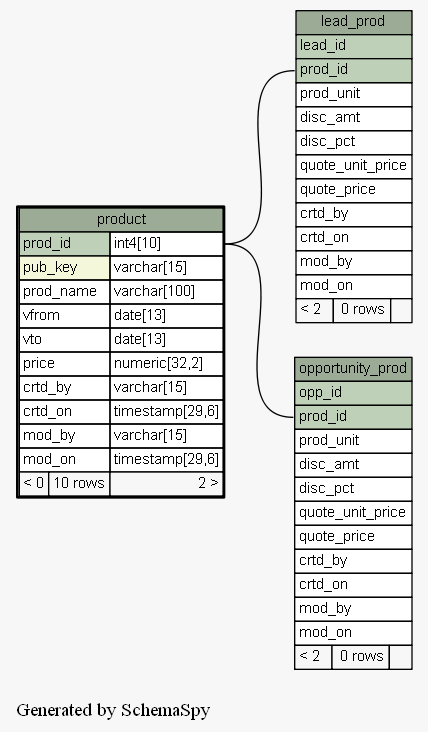 lead_prod
lead_id
prod_id
prod_unit
disc_amt
disc_pct
quote_unit_price
quote_price
crtd_by
crtd_on
mod_by
mod_on
< 2 0 rows
product
prod_id int4[10]
pub_key varchar[15]
prod_name varchar[100]
vfrom date[13]
vto date[13]
price numeric[32,2]
crtd_by varchar[15]
crtd_on timestamp[29,6]
mod_by varchar[15]
mod_on timestamp[29,6]
< 0 10 rows 2 >
opportunity_prod
opp_id
prod_id
prod_unit
disc_amt
disc_pct
quote_unit_price
quote_price
crtd_by
crtd_on
mod_by
mod_on
< 2 0 rows
Generated by SchemaSpy